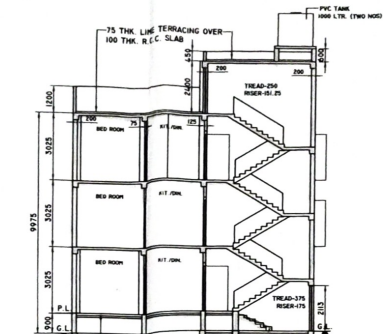 PVC TANK
1000 LTR. (TWO NOS)
75 THK. LIME TERRACING OVER
100 THK. R.C.C. SLAB
450
600
200
200
2400
TREAD-250
RISER-151.25
1200
200
75
125
BED ROOM
KIT./DIN.
3025
BED ROOM
KIT./DIN.
3025
9975
BED ROOM
KIT./DIN.
3025
TREAD-375
RISER-175
2113
P.L.
900
G.L.
G.L.